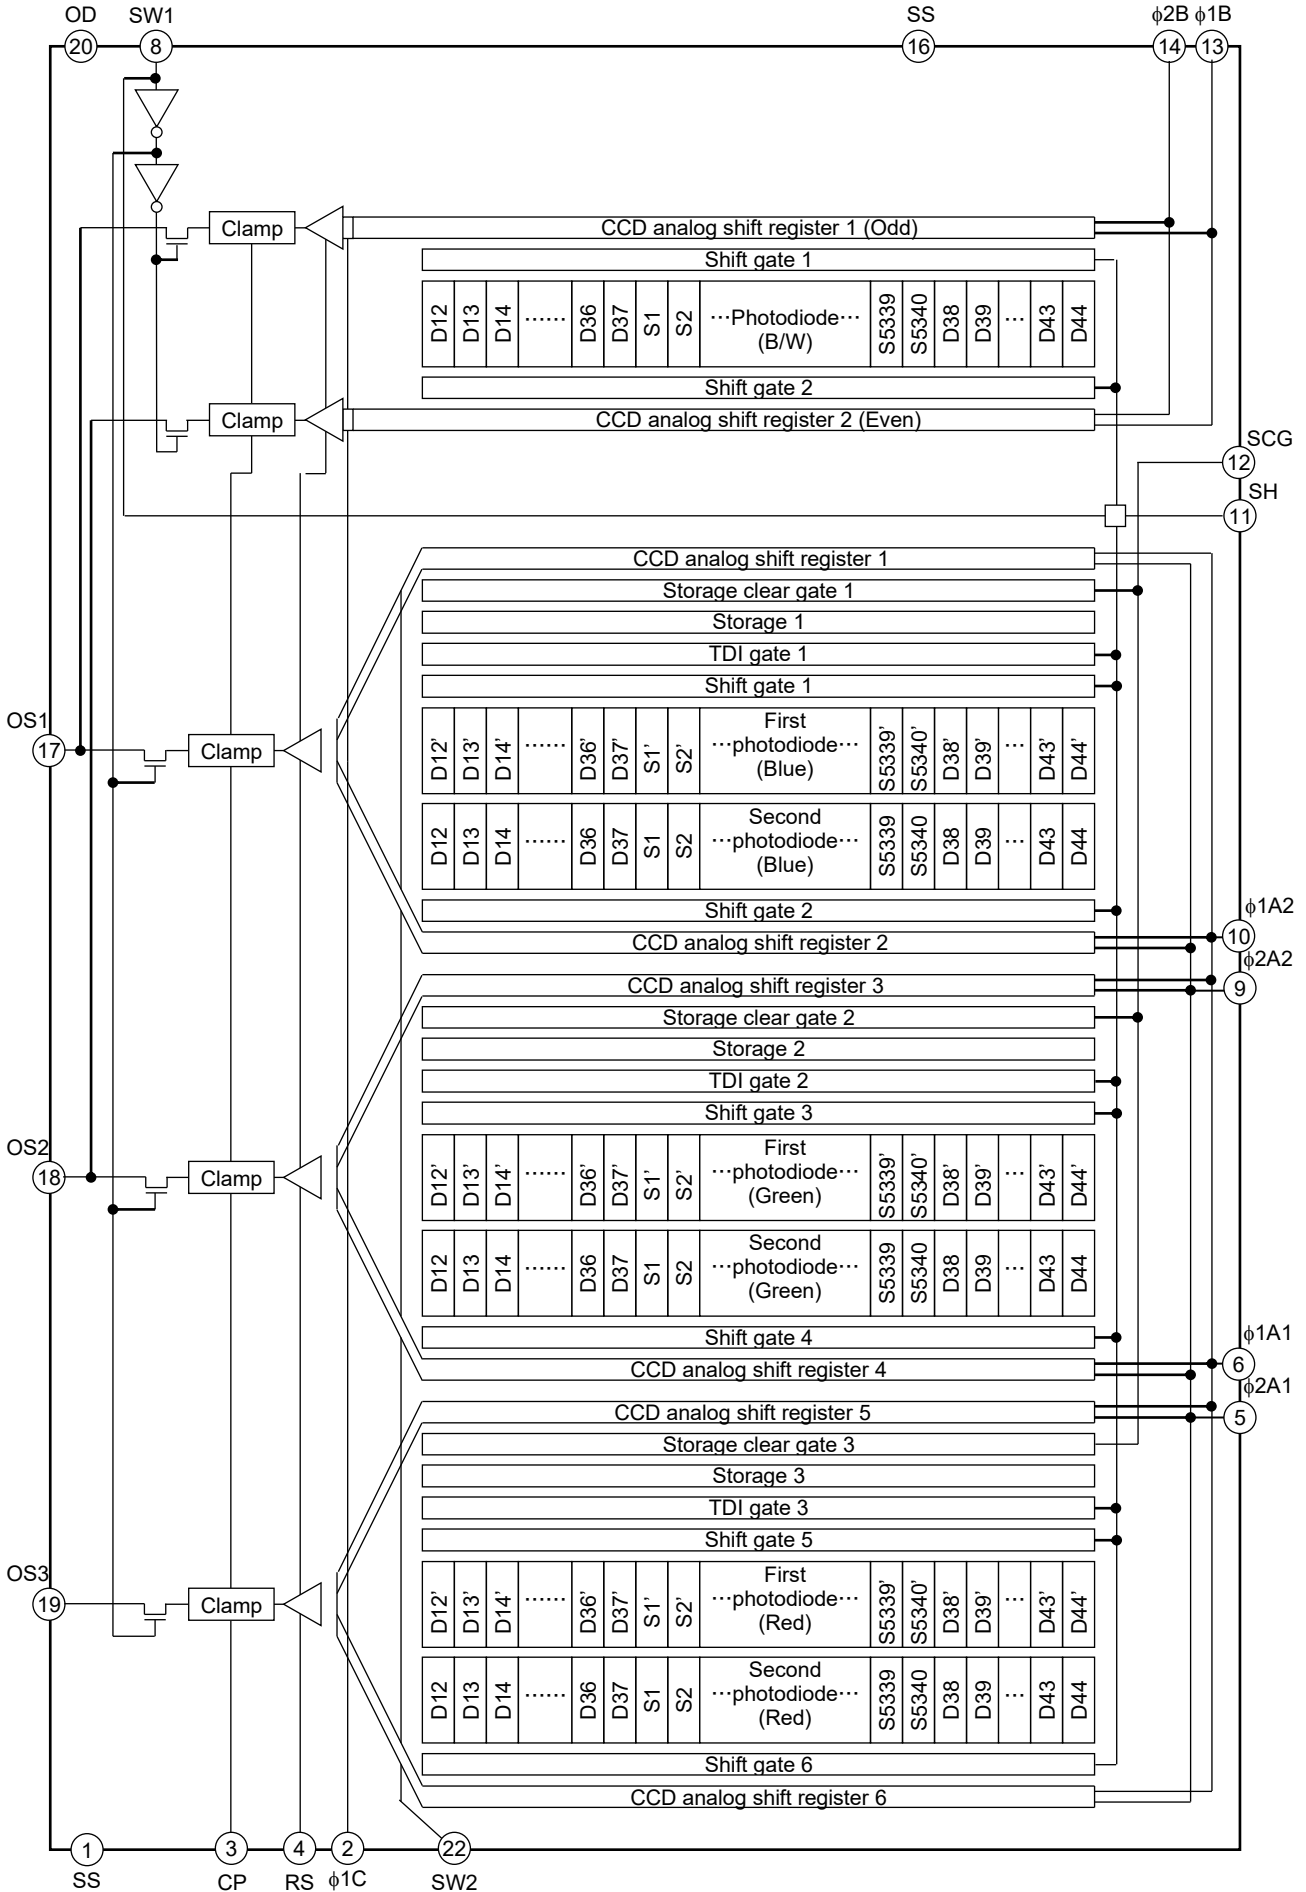 OD SW1 SS ϕ2B ϕ1B
20 8 16 14 13
Clamp CCD analog shift register 1 (Odd)
Shift gate 1
D12 D13 D14 ······ D36 D37 S1 S2 ···Photodiode··· (B/W) S5339 S5340 D38 D39 ··· D43 D44
Shift gate 2
Clamp CCD analog shift register 2 (Even)
SCG
12
SH
11
CCD analog shift register 1
Storage clear gate 1
Storage 1
TDI gate 1
Shift gate 1
OS1
17 Clamp
D12' D13' D14' ······ D36' D37' S1' S2' First ···photodiode··· (Blue) S5339' S5340' D38' D39' ··· D43' D44'
D12 D13 D14 ······ D36 D37 S1 S2 Second ···photodiode··· (Blue) S5339 S5340 D38 D39 ··· D43 D44
Shift gate 2
ϕ1A2
10
CCD analog shift register 2
ϕ2A2
9
CCD analog shift register 3
Storage clear gate 2
Storage 2
TDI gate 2
Shift gate 3
OS2
18 Clamp
D12' D13' D14' ······ D36' D37' S1' S2' First ···photodiode··· (Green) S5339' S5340' D38' D39' ··· D43' D44'
D12 D13 D14 ······ D36 D37 S1 S2 Second ···photodiode··· (Green) S5339 S5340 D38 D39 ··· D43 D44
Shift gate 4
ϕ1A1
6
CCD analog shift register 4
ϕ2A1
5
CCD analog shift register 5
Storage clear gate 3
Storage 3
TDI gate 3
Shift gate 5
OS3
19 Clamp
D12' D13' D14' ······ D36' D37' S1' S2' First ···photodiode··· (Red) S5339' S5340' D38' D39' ··· D43' D44'
D12 D13 D14 ······ D36 D37 S1 S2 Second ···photodiode··· (Red) S5339 S5340 D38 D39 ··· D43 D44
Shift gate 6
CCD analog shift register 6
1 3 4 2 22
SS CP RS ϕ1C SW2